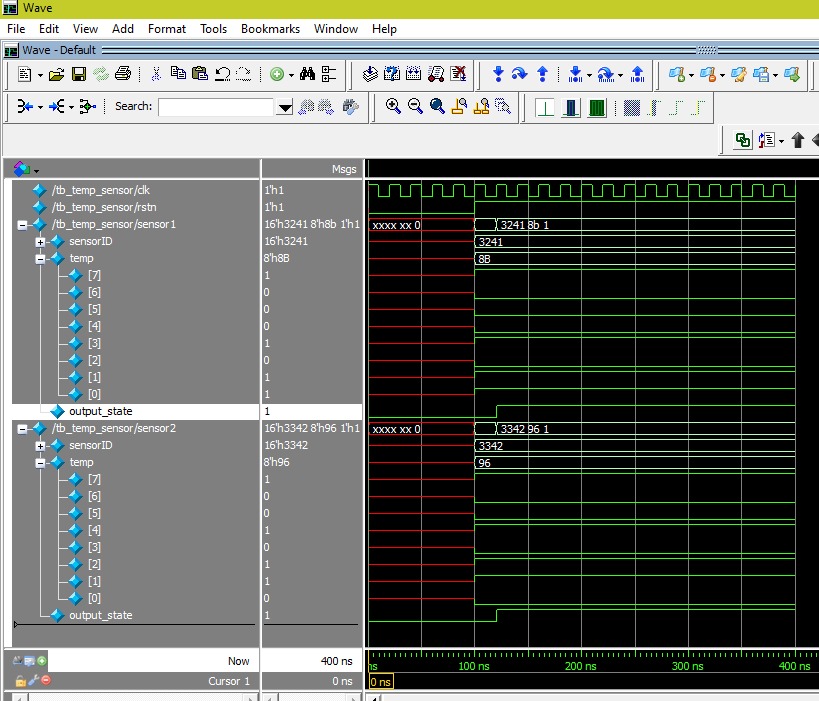 Wave
File Edit View Add Format Tools Bookmarks Window Help
Wave - Default
Search:
Msgs
/tb_temp_sensor/clk 1'h1
/tb_temp_sensor/rstn 1'h1
/tb_temp_sensor/sensor1 16'h3241 8'h8b 1'h1 xxxx xx 0 3241 8b 1
sensorID 16'h3241 3241
temp 8'h8B 8B
[7] 1
[6] 0
[5] 0
[4] 0
[3] 1
[2] 0
[1] 1
[0] 1
output_state 1
/tb_temp_sensor/sensor2 16'h3342 8'h96 1'h1 xxxx xx 0 3342 96 1
sensorID 16'h3342 3342
temp 8'h96 96
[7] 1
[6] 0
[5] 0
[4] 1
[3] 0
[2] 1
[1] 1
[0] 0
output_state 1
Now 400 ns ns 100 ns 200 ns 300 ns 400 ns
Cursor 1 0 ns 0 ns